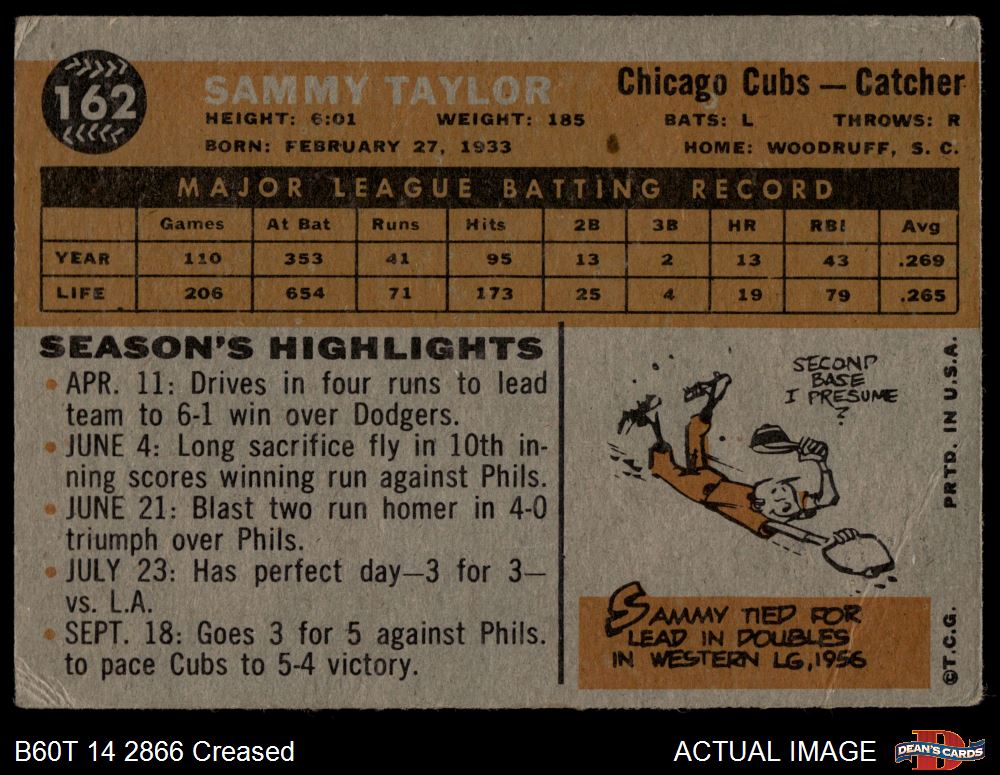 162
SAMMY TAYLOR
Chicago Cubs — Catcher
HEIGHT: 6:01 WEIGHT: 185 BATS: L THROWS: R
BORN: FEBRUARY 27, 1933 HOME: WOODRUFF, S. C.
MAJOR LEAGUE BATTING RECORD
Games At Bat Runs Hits 2B 3B HR RBI Avg
YEAR 110 353 41 95 13 2 13 43 .269
LIFE 206 654 71 173 25 4 19 79 .265
SEASON'S HIGHLIGHTS
• APR. 11: Drives in four runs to lead
team to 6-1 win over Dodgers.
• JUNE 4: Long sacrifice fly in 10th in-
ning scores winning run against Phils.
• JUNE 21: Blast two run homer in 4-0
triumph over Phils.
• JULY 23: Has perfect day—3 for 3—
vs. L.A.
• SEPT. 18: Goes 3 for 5 against Phils.
to pace Cubs to 5-4 victory.
SECOND
BASE
I PRESUME
?
SAMMY TIED FOR
LEAD IN DOUBLES
IN WESTERN LG, 1956
©T.C.G. PRTD. IN U.S.A.
B60T 14 2866 Creased
ACTUAL IMAGE
DEAN'S CARDS